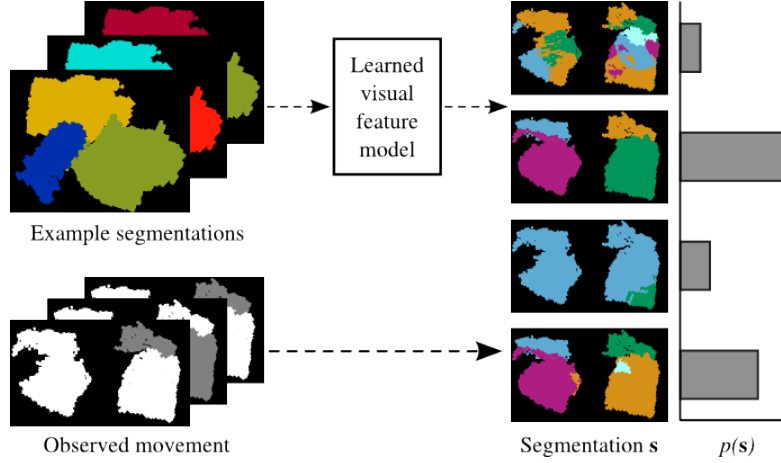 Learned
visual
feature
model
Example segmentations
Observed movement
Segmentation s
p(s)